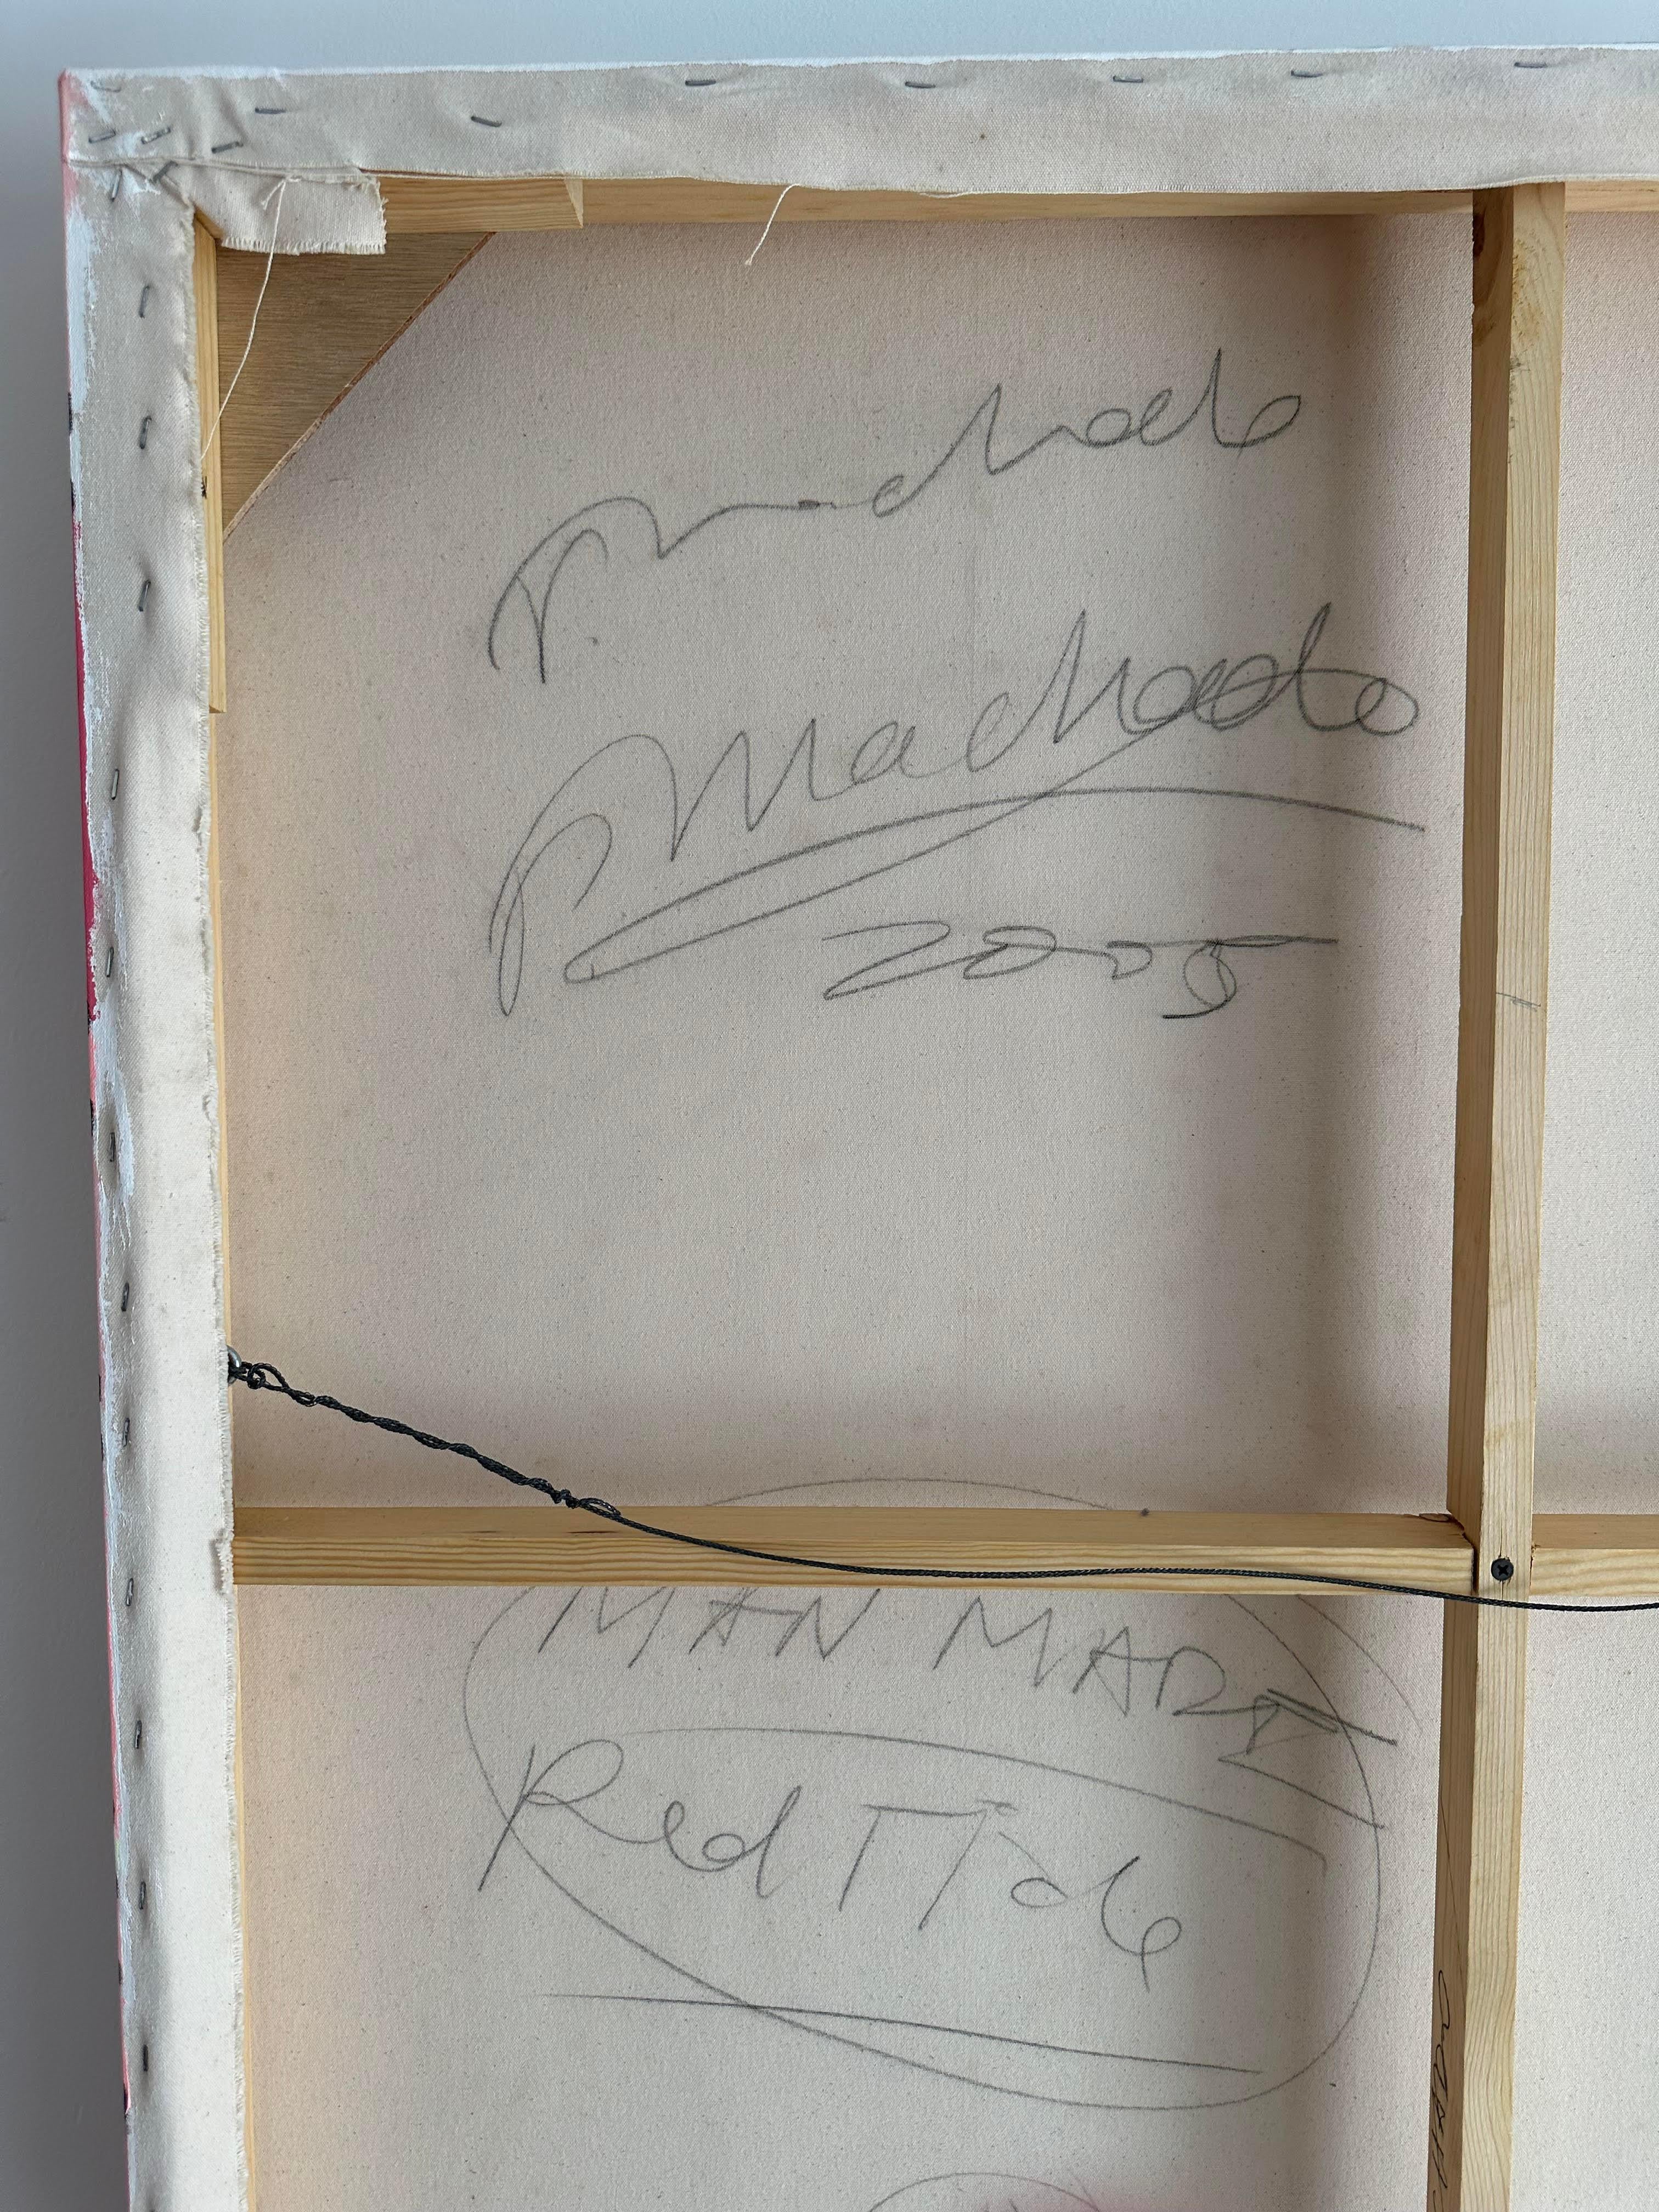 Machado
Machado
2005
MAN MADE
Red Tide